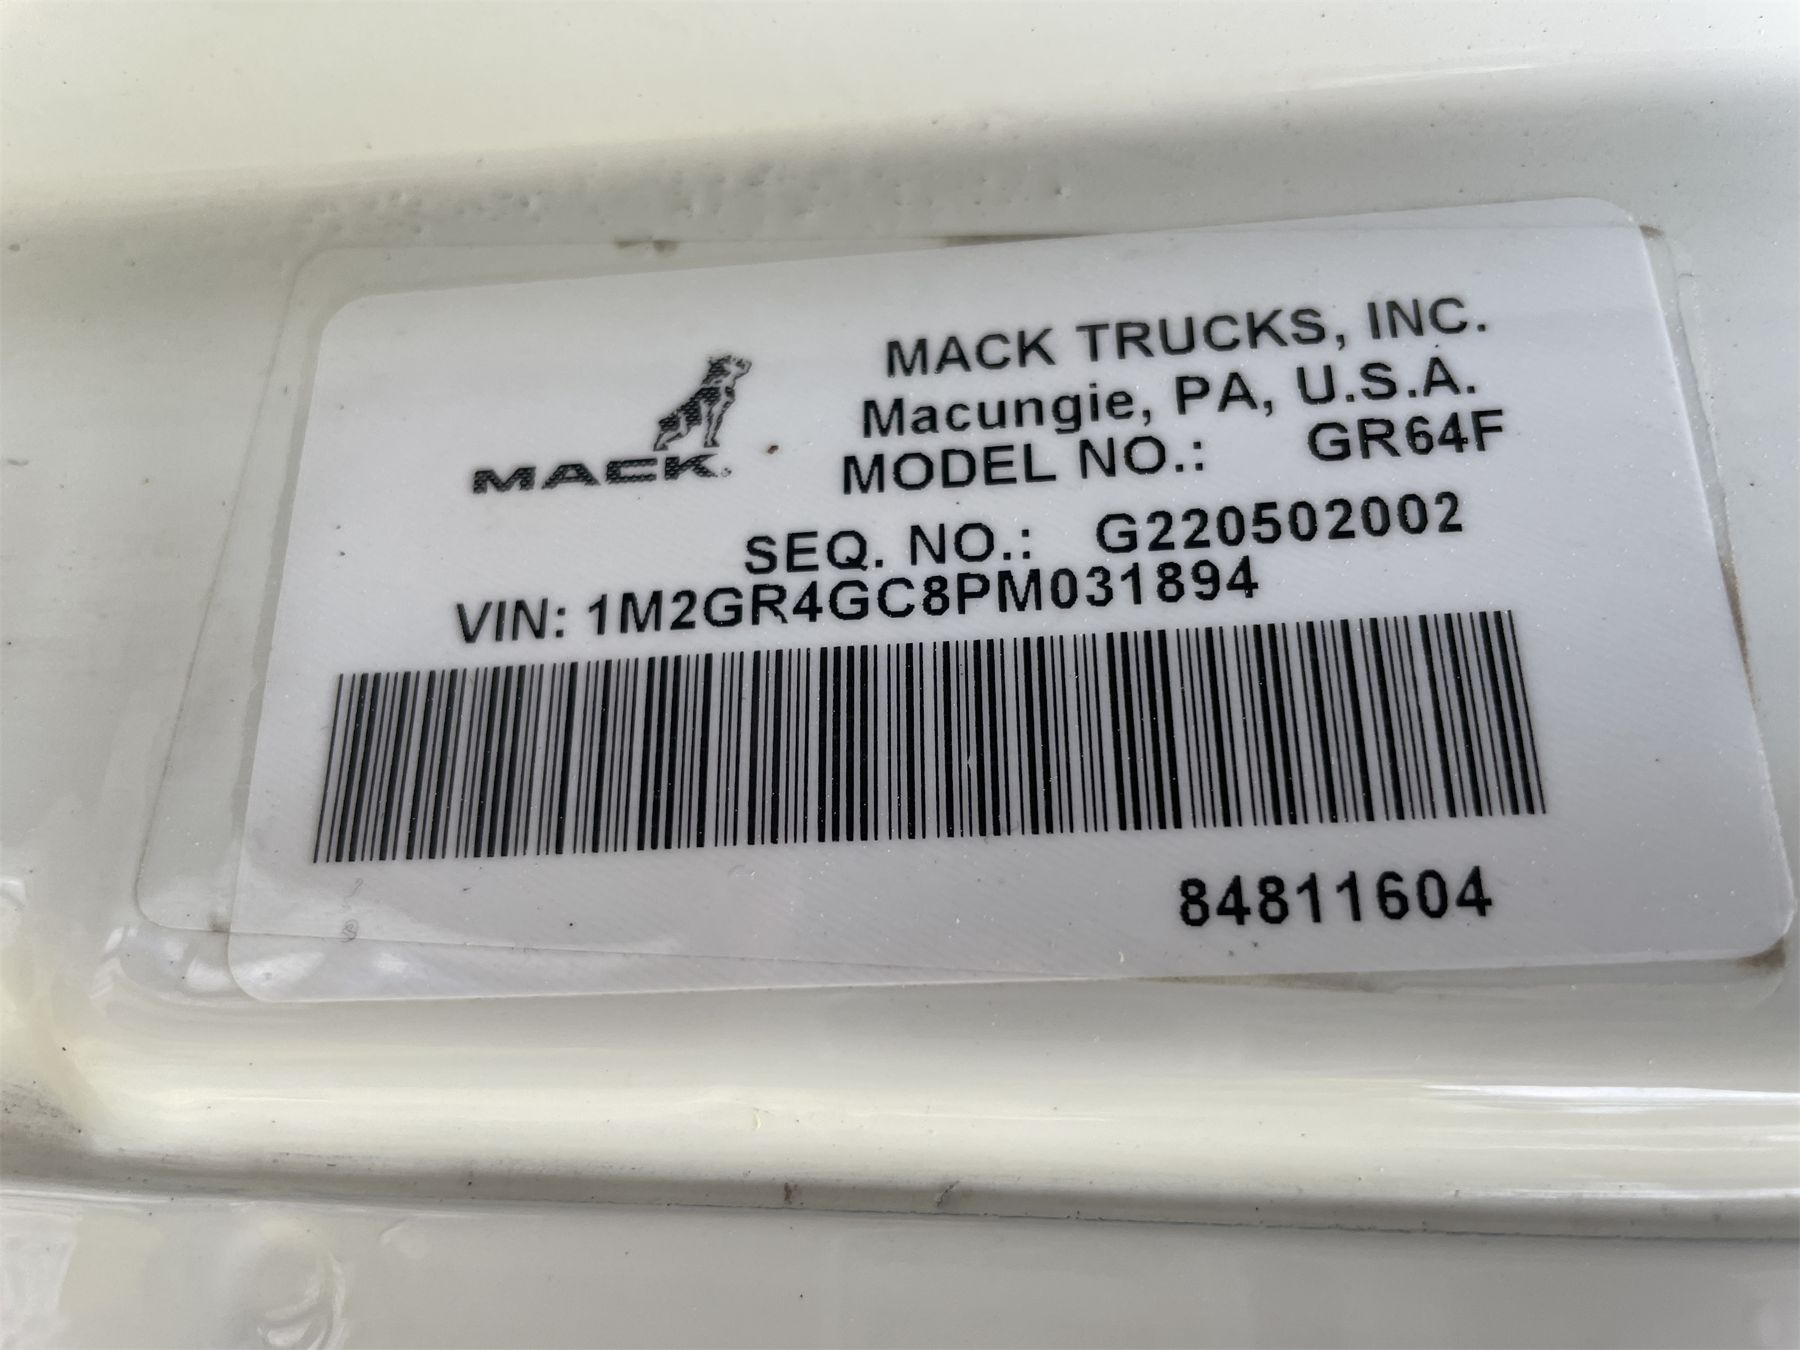 MACK TRUCKS, INC.
Macungie, PA, U.S.A.
MACK®
MODEL NO.: GR64F
SEQ. NO.: G220502002
VIN: 1M2GR4GC8PM031894
84811604